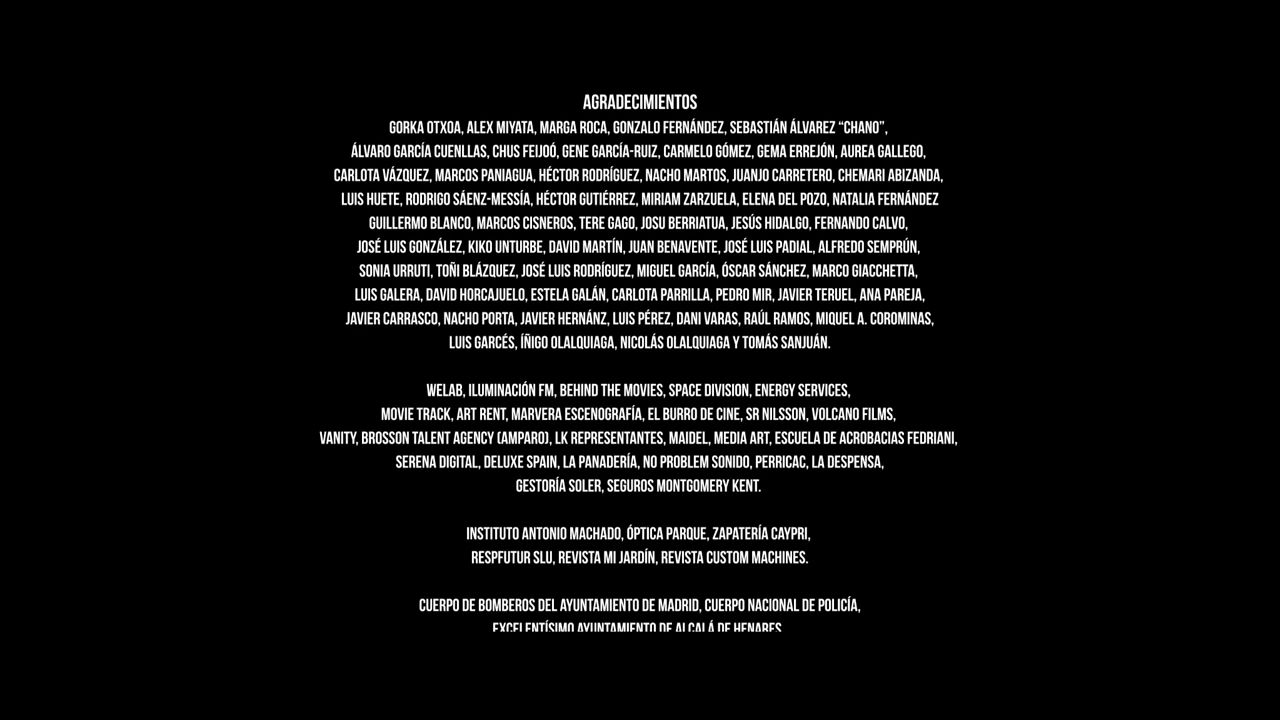 AGRADECIMIENTOS
GORKA OTXOA, ALEX MIYATA, MARGA ROCA, GONZALO FERNÁNDEZ, SEBASTIÁN ÁLVAREZ “CHANO”,
ÁLVARO GARCÍA CUENLLAS, CHUS FEIJOÓ, GENE GARCÍA-RUIZ, CARMELO GÓMEZ, GEMA ERREJÓN, AUREA GALLEGO,
CARLOTA VÁZQUEZ, MARCOS PANIAGUA, HÉCTOR RODRÍGUEZ, NACHO MARTOS, JUANJO CARRETERO, CHEMARI ABIZANDA,
LUIS HUETE, RODRIGO SÁENZ-MESSÍA, HÉCTOR GUTIÉRREZ, MIRIAM ZARZUELA, ELENA DEL POZO, NATALIA FERNÁNDEZ
GUILLERMO BLANCO, MARCOS CISNEROS, TERE GAGO, JOSU BERRIATUA, JESÚS HIDALGO, FERNANDO CALVO,
JOSÉ LUIS GONZÁLEZ, KIKO UNTURBE, DAVID MARTÍN, JUAN BENAVENTE, JOSÉ LUIS PADIAL, ALFREDO SEMPRÚN,
SONIA URRUTI, TOÑI BLÁZQUEZ, JOSÉ LUIS RODRÍGUEZ, MIGUEL GARCÍA, ÓSCAR SÁNCHEZ, MARCO GIACCHETTA,
LUIS GALERA, DAVID HORCAJUELO, ESTELA GALÁN, CARLOTA PARRILLA, PEDRO MIR, JAVIER TERUEL, ANA PAREJA,
JAVIER CARRASCO, NACHO PORTA, JAVIER HERNÁNZ, LUIS PÉREZ, DANI VARAS, RAÚL RAMOS, MIQUEL A. COROMINAS,
LUIS GARCÉS, ÍÑIGO OLALQUIAGA, NICOLÁS OLALQUIAGA Y TOMÁS SANJUÁN.
WELAB, ILUMINACIÓN FM, BEHIND THE MOVIES, SPACE DIVISION, ENERGY SERVICES,
MOVIE TRACK, ART RENT, MARVERA ESCENOGRAFÍA, EL BURRO DE CINE, SR NILSSON, VOLCANO FILMS,
VANITY, BROSSON TALENT AGENCY (AMPARO), LK REPRESENTANTES, MAIDEL, MEDIA ART, ESCUELA DE ACROBACIAS FEDRIANI,
SERENA DIGITAL, DELUXE SPAIN, LA PANADERÍA, NO PROBLEM SONIDO, PERRICAC, LA DESPENSA,
GESTORÍA SOLER, SEGUROS MONTGOMERY KENT.
INSTITUTO ANTONIO MACHADO, ÓPTICA PARQUE, ZAPATERÍA CAYPRI,
RESPFUTUR SLU, REVISTA MI JARDÍN, REVISTA CUSTOM MACHINES.
CUERPO DE BOMBEROS DEL AYUNTAMIENTO DE MADRID, CUERPO NACIONAL DE POLICÍA,
EXCELENTÍSIMO AYUNTAMIENTO DE ALCALÁ DE HENARES